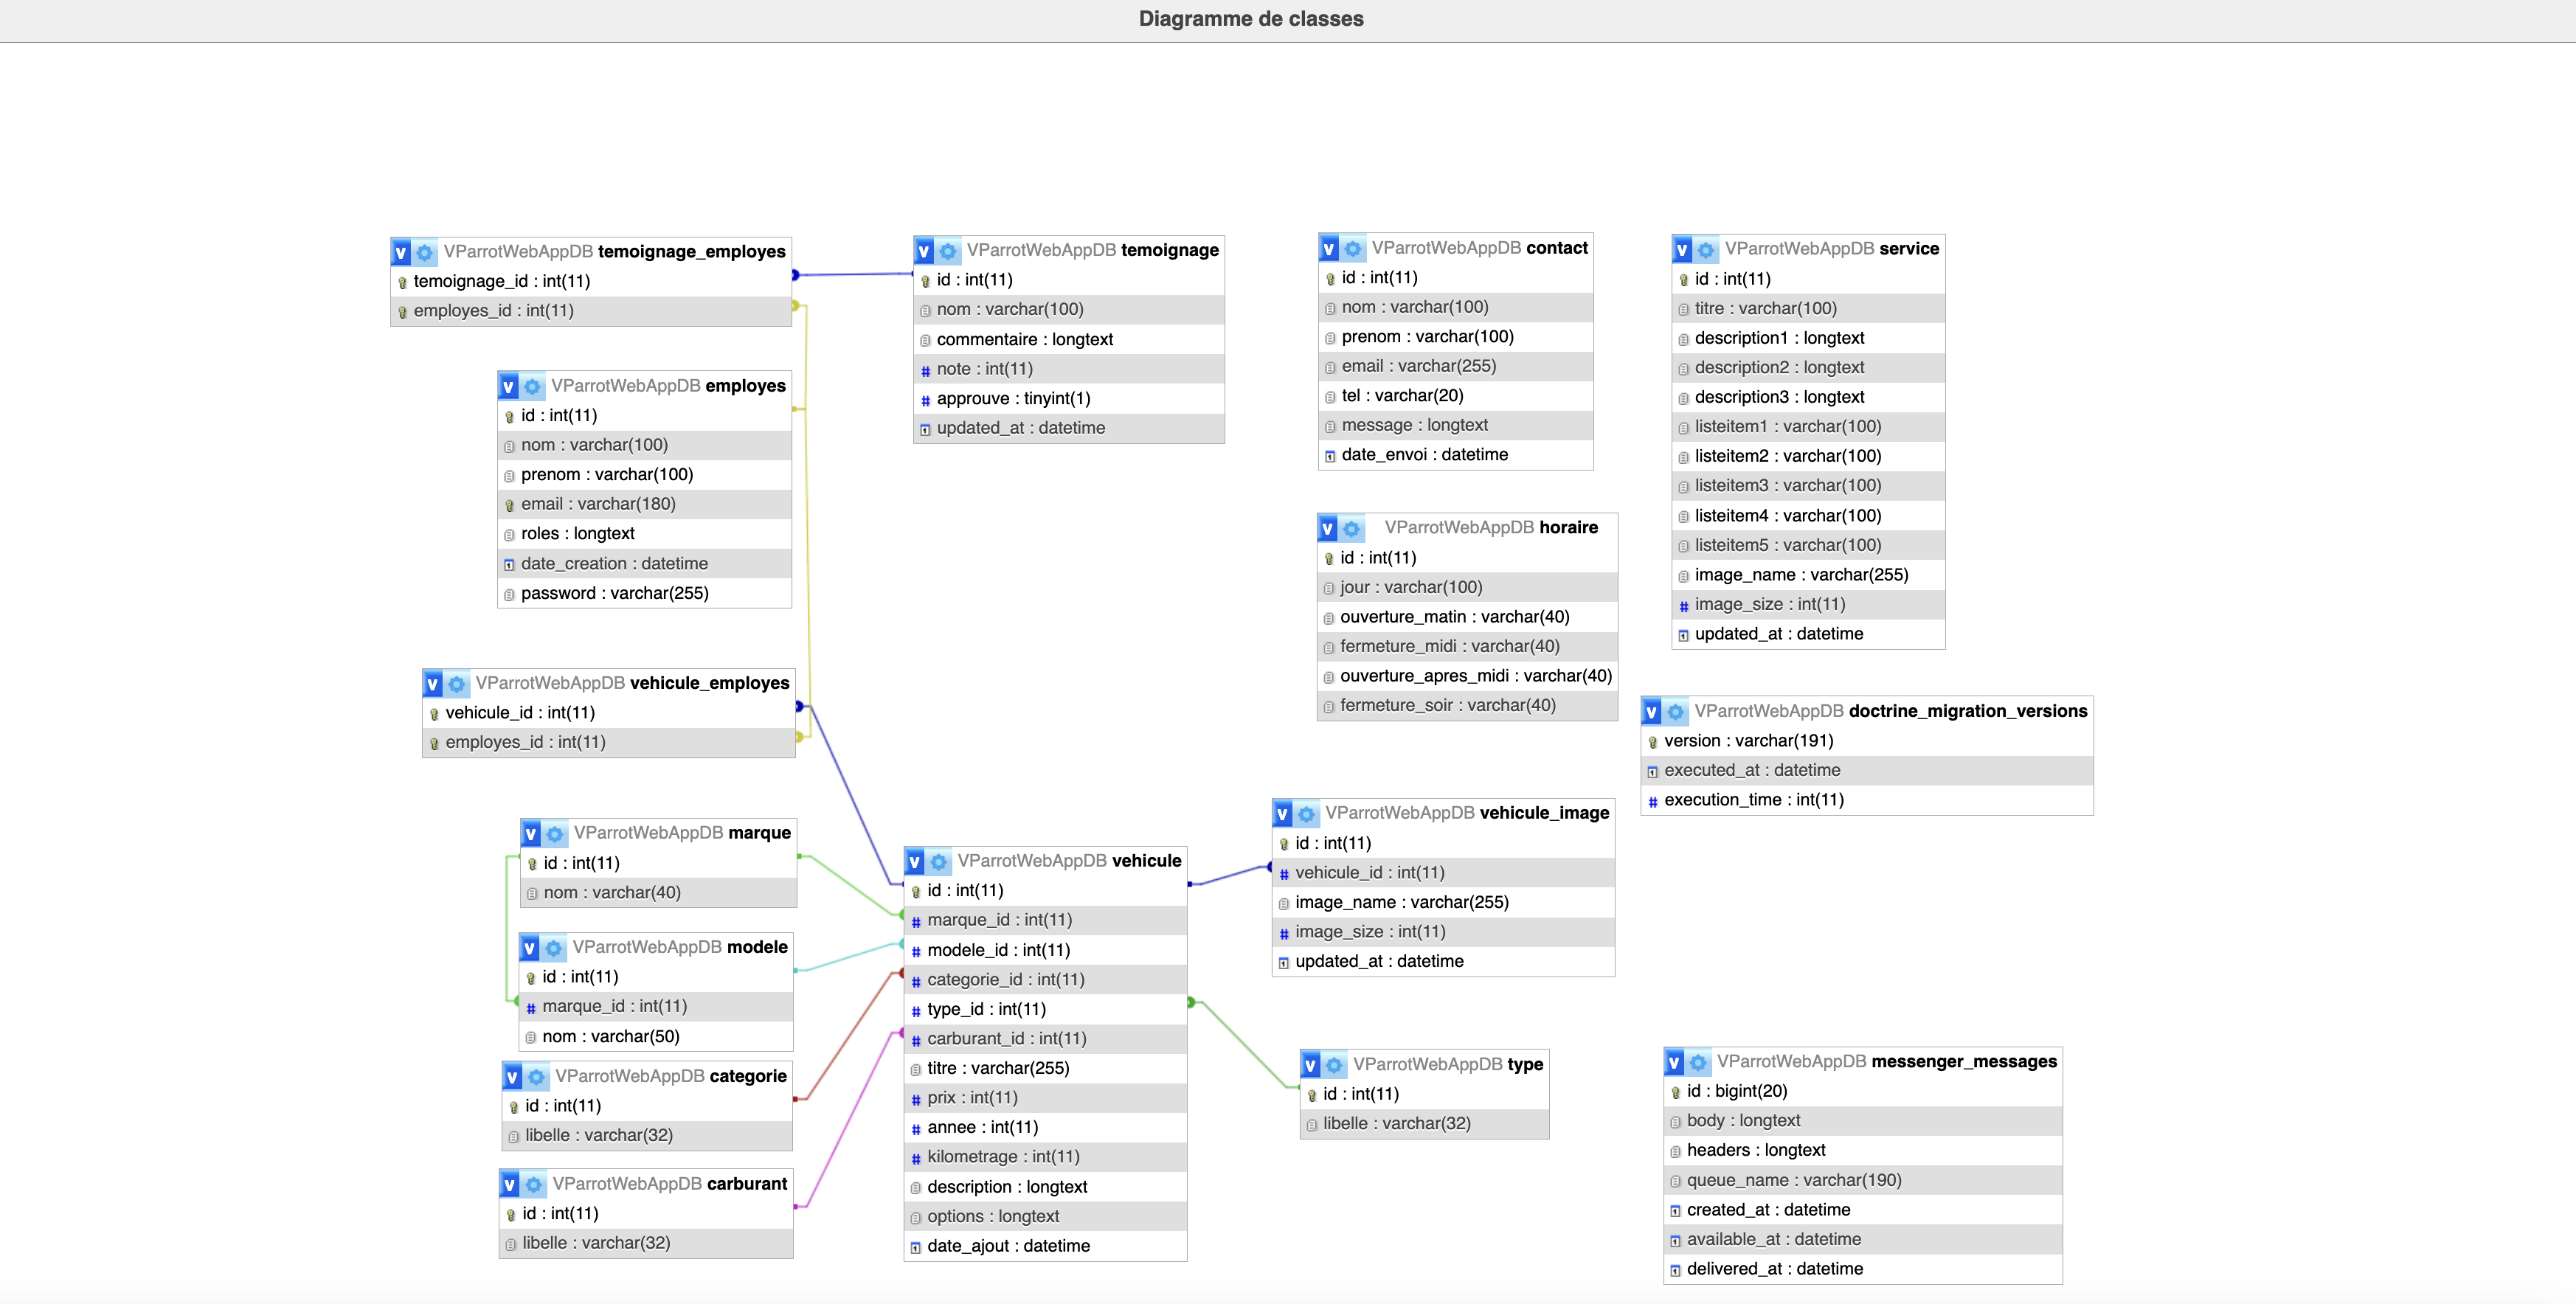 Diagramme de classes
VParrotWebAppDB temoignage_employes
temoignage_id : int(11)
employes_id : int(11)
VParrotWebAppDB temoignage
id : int(11)
nom : varchar(100)
commentaire : longtext
note : int(11)
approuve : tinyint(1)
updated_at : datetime
VParrotWebAppDB contact
id : int(11)
nom : varchar(100)
prenom : varchar(100)
email : varchar(255)
tel : varchar(20)
message : longtext
date_envoi : datetime
VParrotWebAppDB service
id : int(11)
titre : varchar(100)
description1 : longtext
description2 : longtext
description3 : longtext
listeitem1 : varchar(100)
listeitem2 : varchar(100)
listeitem3 : varchar(100)
listeitem4 : varchar(100)
listeitem5 : varchar(100)
image_name : varchar(255)
image_size : int(11)
updated_at : datetime
VParrotWebAppDB employes
id : int(11)
nom : varchar(100)
prenom : varchar(100)
email : varchar(180)
roles : longtext
date_creation : datetime
password : varchar(255)
VParrotWebAppDB horaire
id : int(11)
jour : varchar(100)
ouverture_matin : varchar(40)
fermeture_midi : varchar(40)
ouverture_apres_midi : varchar(40)
fermeture_soir : varchar(40)
VParrotWebAppDB vehicule_employes
vehicule_id : int(11)
employes_id : int(11)
VParrotWebAppDB doctrine_migration_versions
version : varchar(191)
executed_at : datetime
execution_time : int(11)
VParrotWebAppDB marque
id : int(11)
nom : varchar(40)
VParrotWebAppDB modele
id : int(11)
marque_id : int(11)
nom : varchar(50)
VParrotWebAppDB categorie
id : int(11)
libelle : varchar(32)
VParrotWebAppDB carburant
id : int(11)
libelle : varchar(32)
VParrotWebAppDB vehicule
id : int(11)
marque_id : int(11)
modele_id : int(11)
categorie_id : int(11)
type_id : int(11)
carburant_id : int(11)
titre : varchar(255)
prix : int(11)
annee : int(11)
kilometrage : int(11)
description : longtext
options : longtext
date_ajout : datetime
VParrotWebAppDB vehicule_image
id : int(11)
vehicule_id : int(11)
image_name : varchar(255)
image_size : int(11)
updated_at : datetime
VParrotWebAppDB type
id : int(11)
libelle : varchar(32)
VParrotWebAppDB messenger_messages
id : bigint(20)
body : longtext
headers : longtext
queue_name : varchar(190)
created_at : datetime
available_at : datetime
delivered_at : datetime